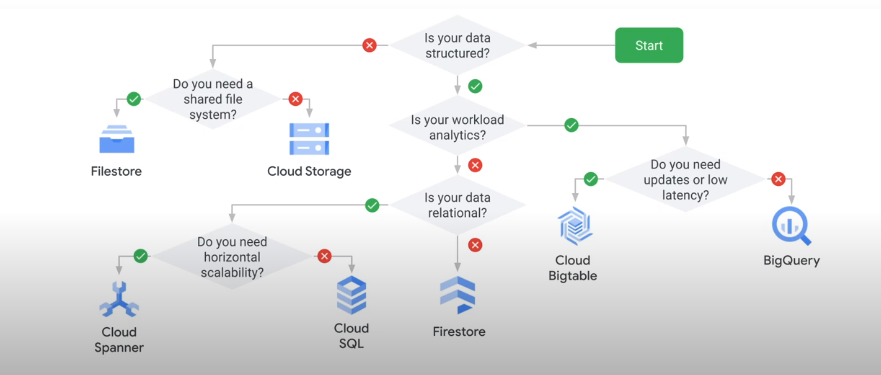 Start
Is your data
structured?
Do you need a
shared file
system?
Filestore
Cloud Storage
Is your workload
analytics?
Do you need
updates or low
latency?
Cloud
Bigtable
BigQuery
Is your data
relational?
Do you need
horizontal
scalability?
Cloud
Spanner
Cloud
SQL
Firestore